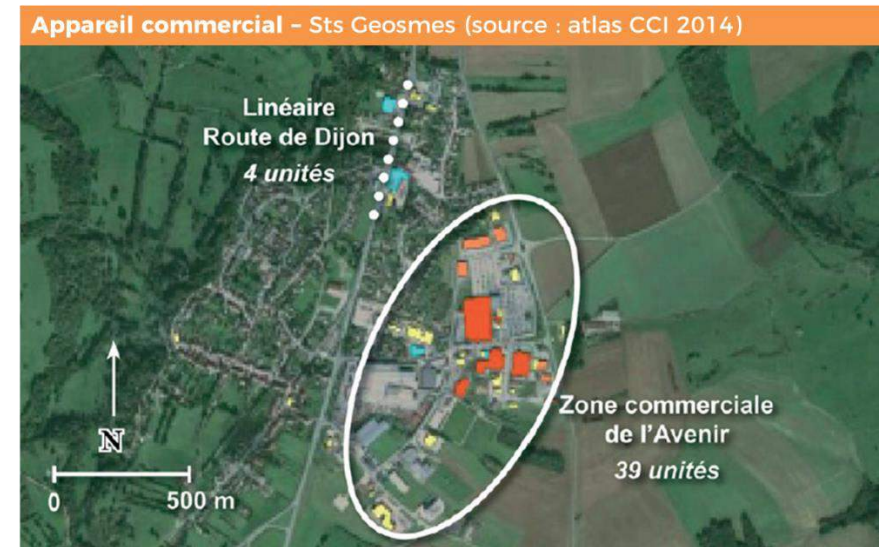 Appareil commercial – Sts Geosmes (source : atlas CCI 2014)
Linéaire
Route de Dijon
4 unités
Zone commerciale
de l'Avenir
39 unités
N
0 500 m